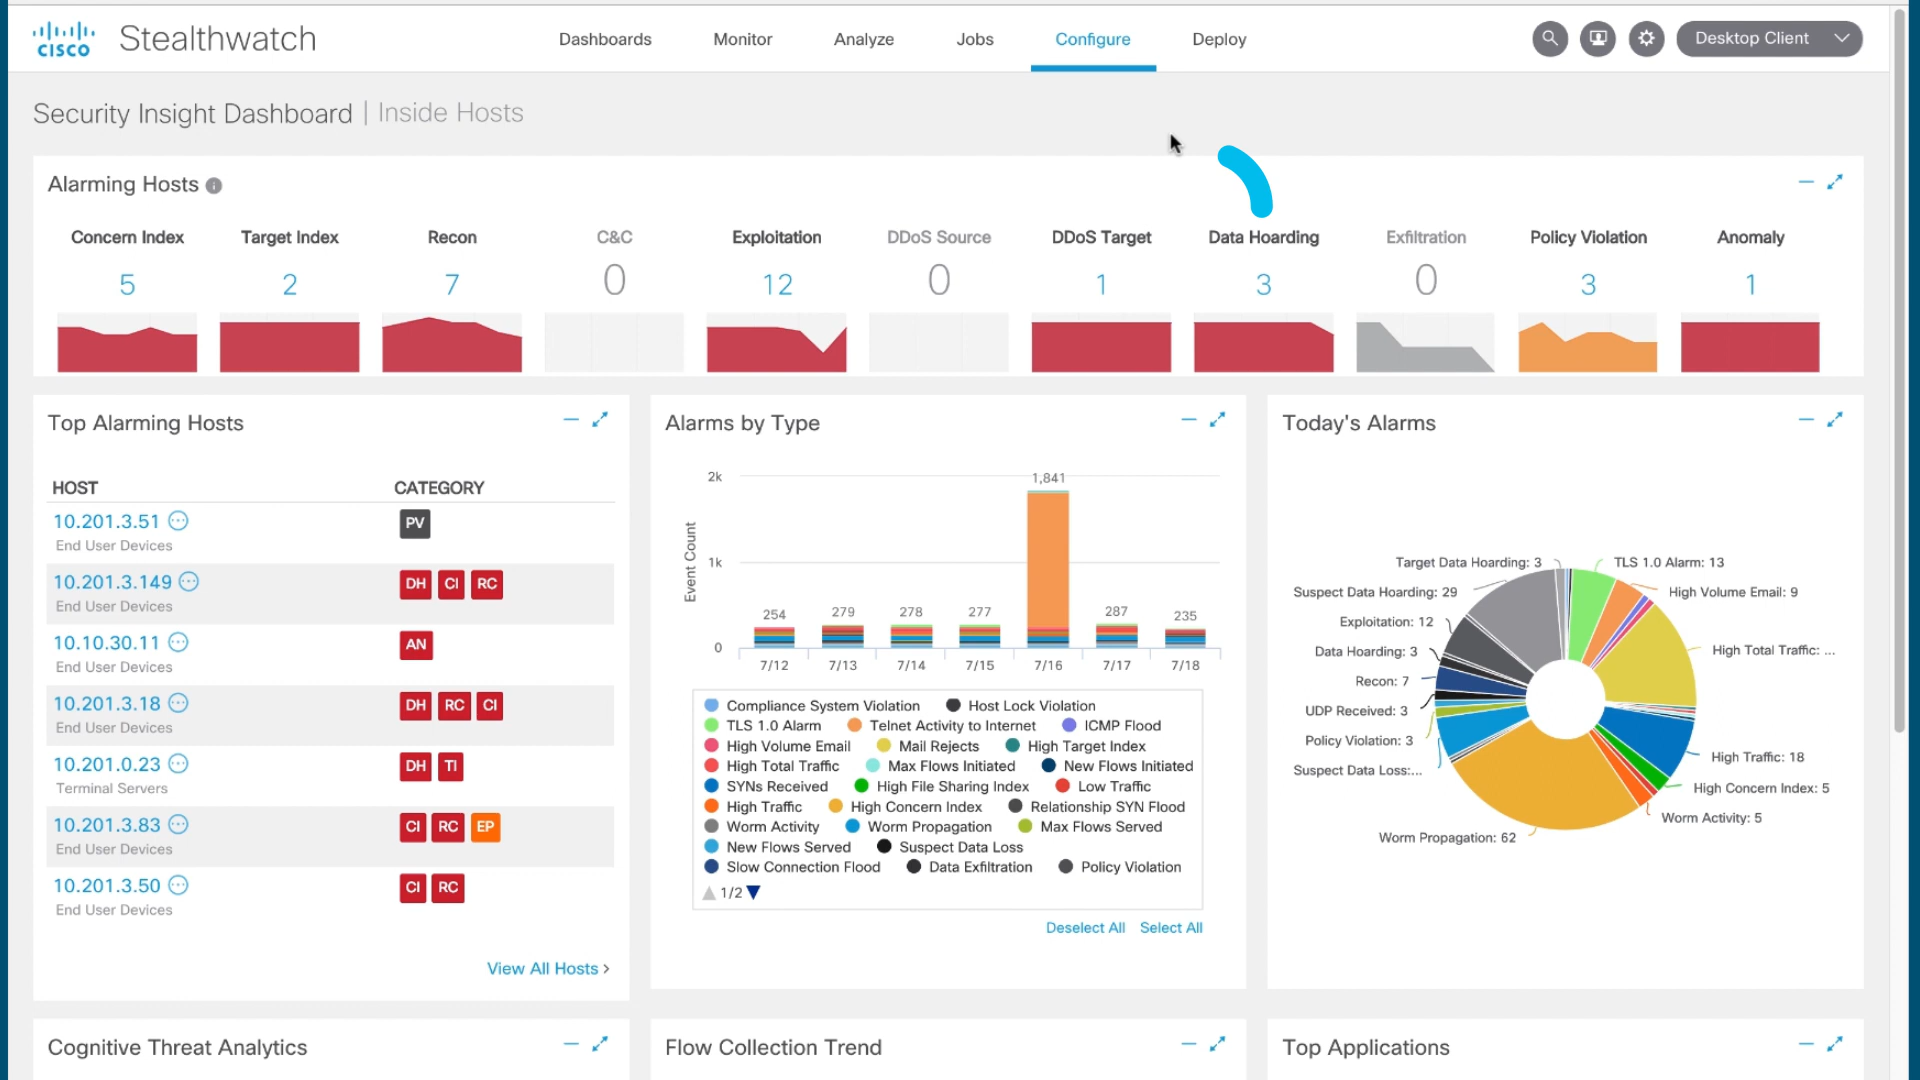 CISCO Stealthwatch Dashboards Monitor Analyze Jobs Configure Deploy Desktop Client
Security Insight Dashboard | Inside Hosts
Alarming Hosts
Concern Index Target Index Recon C&C Exploitation DDoS Source DDoS Target Data Hoarding Exfiltration Policy Violation Anomaly
5 2 7 0 12 0 1 3 0 3 1
Top Alarming Hosts
HOST CATEGORY
10.201.3.51 PV
End User Devices
10.201.3.149 DH CI RC
End User Devices
10.10.30.11 AN
End User Devices
10.201.3.18 DH RC CI
End User Devices
10.201.0.23 DH TI
Terminal Servers
10.201.3.83 CI RC EP
End User Devices
10.201.3.50 CI RC
End User Devices
View All Hosts >
Alarms by Type
Event Count
2k
1k
0
254 279 278 277 1,841 287 235
7/12 7/13 7/14 7/15 7/16 7/17 7/18
Compliance System Violation Host Lock Violation
TLS 1.0 Alarm Telnet Activity to Internet ICMP Flood
High Volume Email Mail Rejects High Target Index
High Total Traffic Max Flows Initiated New Flows Initiated
SYNs Received High File Sharing Index Low Traffic
High Traffic High Concern Index Relationship SYN Flood
Worm Activity Worm Propagation Max Flows Served
New Flows Served Suspect Data Loss
Slow Connection Flood Data Exfiltration Policy Violation
1/2
Deselect All Select All
Today's Alarms
Target Data Hoarding: 3 TLS 1.0 Alarm: 13
Suspect Data Hoarding: 29 High Volume Email: 9
Exploitation: 12
Data Hoarding: 3 High Total Traffic: ...
Recon: 7
UDP Received: 3
Policy Violation: 3
High Traffic: 18
Suspect Data Loss:...
High Concern Index: 5
Worm Activity: 5
Worm Propagation: 62
Cognitive Threat Analytics
Flow Collection Trend
Top Applications